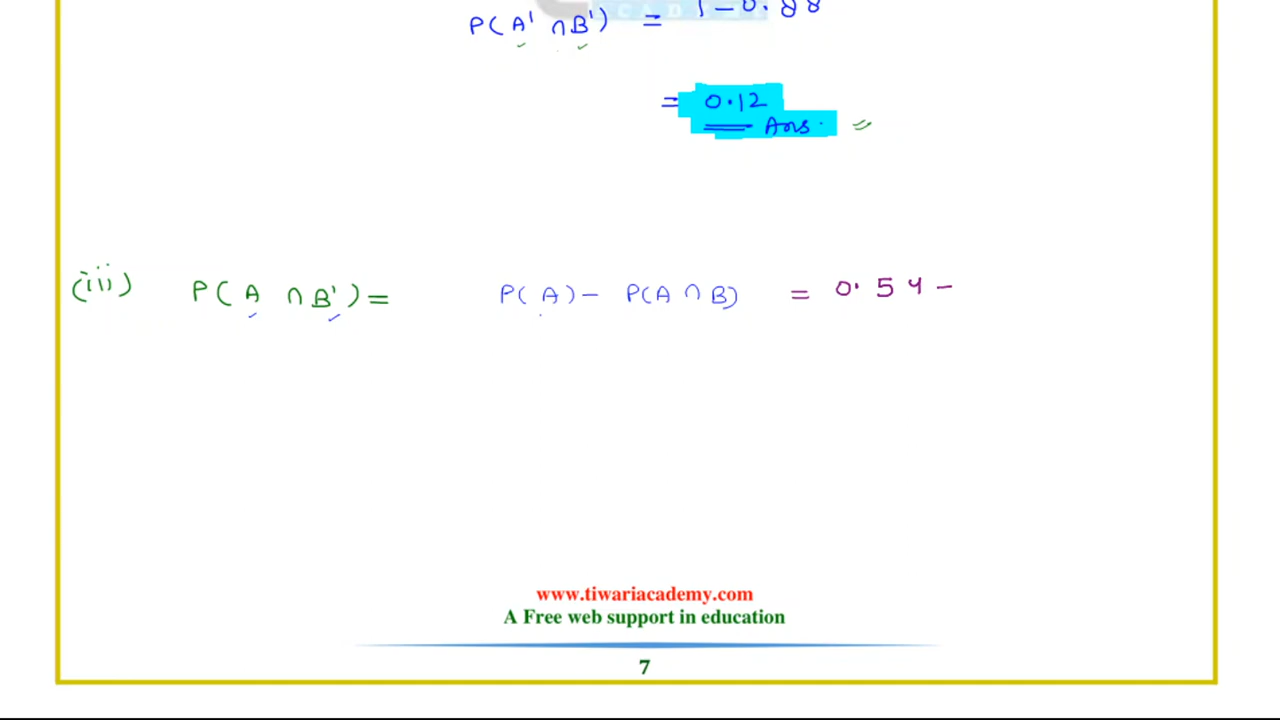 P(A' ∩ B') = 1 - 0.88
= 0.12
Ans.
(iii) P(A ∩ B') = P(A) - P(A ∩ B) = 0.54 -
www.tiwariacademy.com
A Free web support in education
7